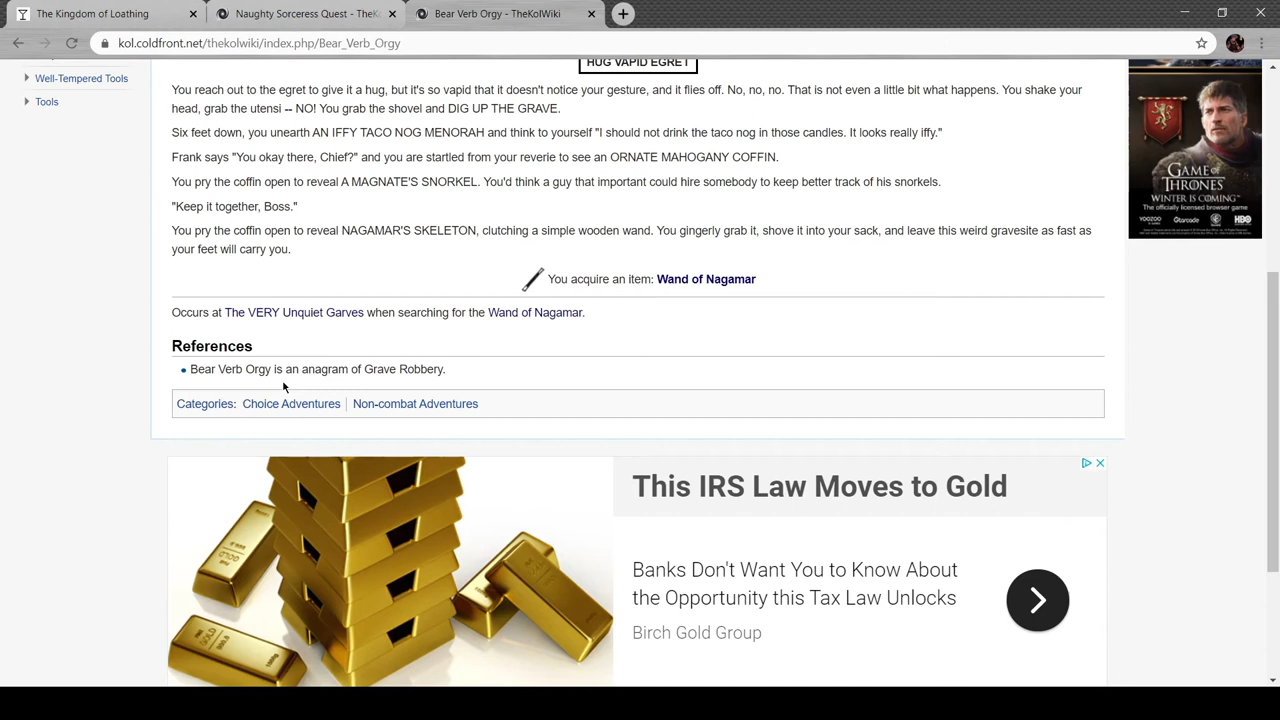 The Kingdom of Loathing
Naughty Sorceress Quest - TheK
Bear Verb Orgy - TheKolWiki
kol.coldfront.net/thekolwiki/index.php/Bear_Verb_Orgy
Well-Tempered Tools
Tools
HUG VAPID EGRET
You reach out to the egret to give it a hug, but it's so vapid that it doesn't notice your gesture, and it flies off. No, no, no. That is not even a little bit what happens. You shake your
head, grab the utensi -- NO! You grab the shovel and DIG UP THE GRAVE.
Six feet down, you unearth AN IFFY TACO NOG MENORAH and think to yourself "I should not drink the taco nog in those candles. It looks really iffy."
Frank says "You okay there, Chief?" and you are startled from your reverie to see an ORNATE MAHOGANY COFFIN.
You pry the coffin open to reveal A MAGNATE'S SNORKEL. You'd think a guy that important could hire somebody to keep better track of his snorkels.
"Keep it together, Boss."
You pry the coffin open to reveal NAGAMAR'S SKELETON, clutching a simple wooden wand. You gingerly grab it, shove it into your sack, and leave this weird gravesite as fast as
your feet will carry you.
You acquire an item: Wand of Nagamar
Occurs at The VERY Unquiet Garves when searching for the Wand of Nagamar.
References
Bear Verb Orgy is an anagram of Grave Robbery.
Categories: Choice Adventures | Non-combat Adventures
GAME OF
THRONES
WINTER IS COMING™
The officially licensed browser game
YOOZOO
Gtarcade
HBO
This IRS Law Moves to Gold
Banks Don't Want You to Know About
the Opportunity this Tax Law Unlocks
Birch Gold Group